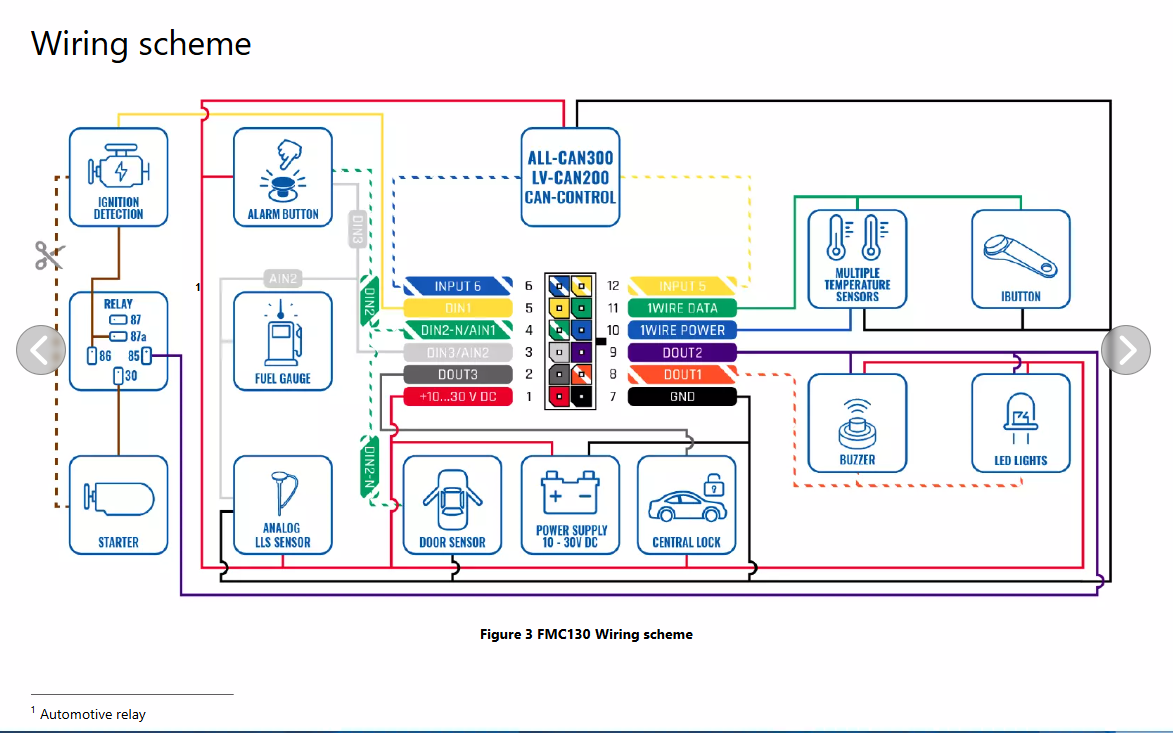 Wiring scheme
IGNITION
DETECTION
ALARM BUTTON
ALL-CAN300
LV-CAN200
CAN-CONTROL
MULTIPLE
TEMPERATURE
SENSORS
IBUTTON
DIN3
AIN2
DIN2
1
RELAY
87
87a
86
85
30
FUEL GAUGE
INPUT 6
6
12
INPUT 5
DIN1
5
11
1WIRE DATA
DIN2-N/AIN1
4
10
1WIRE POWER
DIN3/AIN2
3
9
DOUT2
DOUT3
2
8
DOUT1
+10...30 V DC
1
7
GND
BUZZER
LED LIGHTS
DIN2-N
STARTER
ANALOG
LLS SENSOR
DOOR SENSOR
POWER SUPPLY
10 - 30V DC
CENTRAL LOCK
Figure 3 FMC130 Wiring scheme
1 Automotive relay